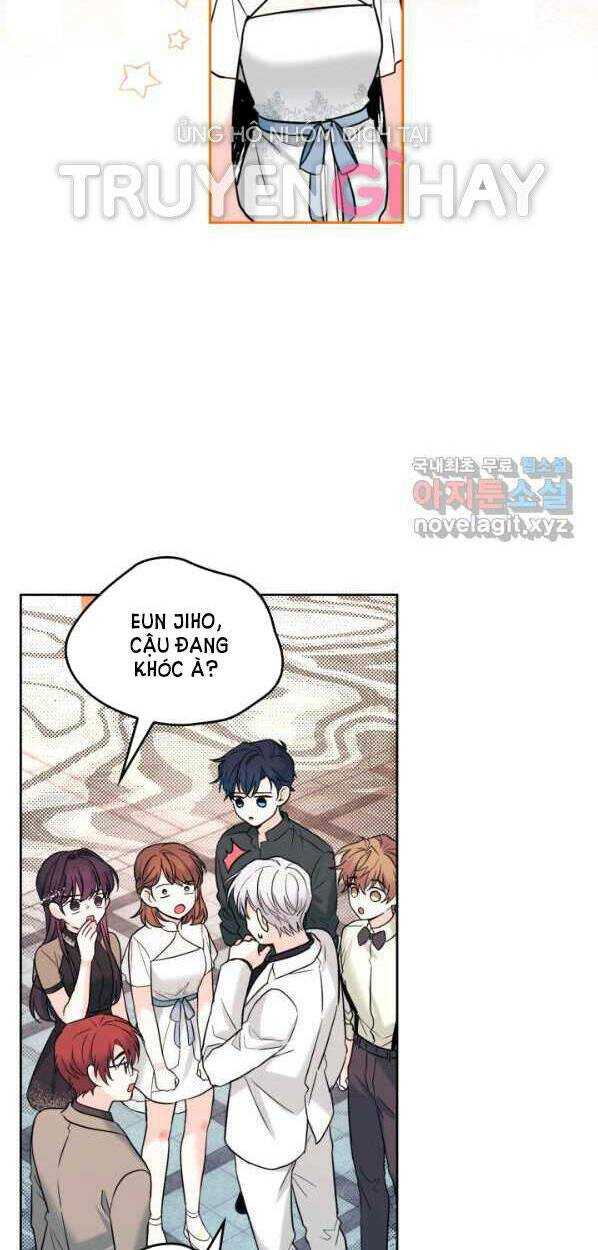 ỦNG HỘ NHÓM DỊCH TẠI
TRUYENGIHAY
국내최초 무료 웹소설
아지툰소설
novelagit.xyz
EUN JIHO,
CẬU ĐANG
KHÓC À?